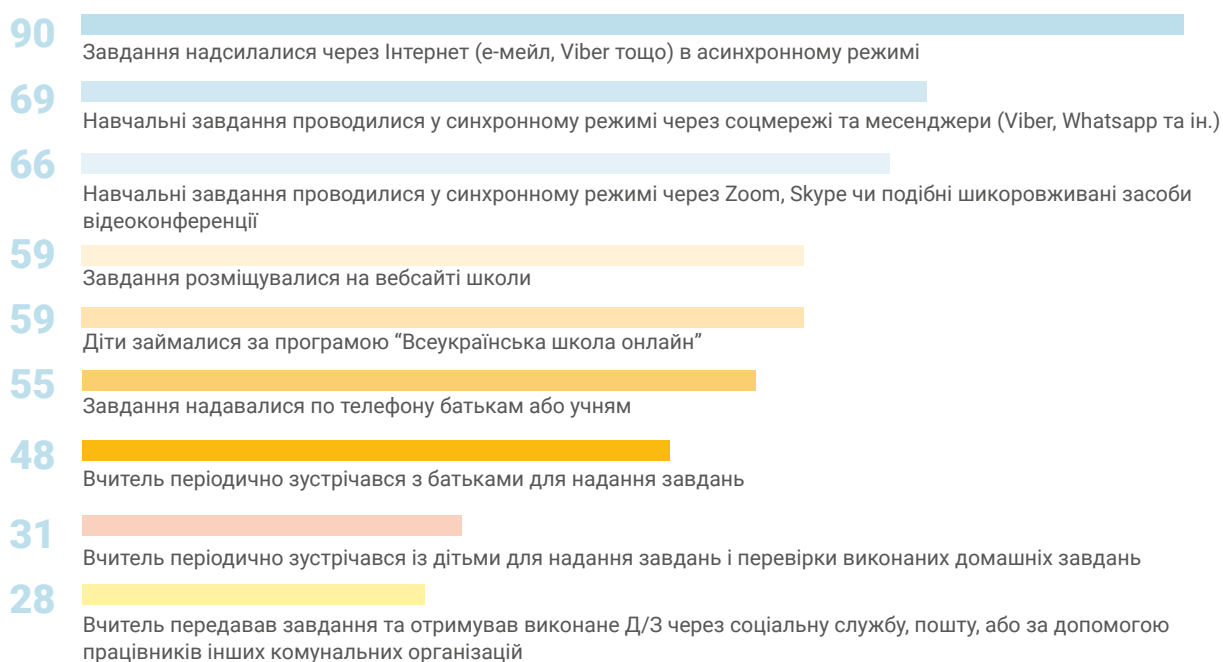 90
Завдання надсилалися через Інтернет (е-мейл, Viber тощо) в асинхронному режимі
69
Навчальні завдання проводилися у синхронному режимі через соцмережі та месенджери (Viber, Whatsapp та ін.)
66
Навчальні завдання проводилися у синхронному режимі через Zoom, Skype чи подібні шикоровживані засоби
відеоконференції
59
Завдання розміщувалися на вебсайті школи
59
Діти займалися за програмою “Всеукраїнська школа онлайн”
55
Завдання надавалися по телефону батькам або учням
48
Вчитель періодично зустрічався з батьками для надання завдань
31
Вчитель періодично зустрічався із дітьми для надання завдань і перевірки виконаних домашніх завдань
28
Вчитель передавав завдання та отримував виконане Д/З через соціальну службу, пошту, або за допомогою
працівників інших комунальних організацій